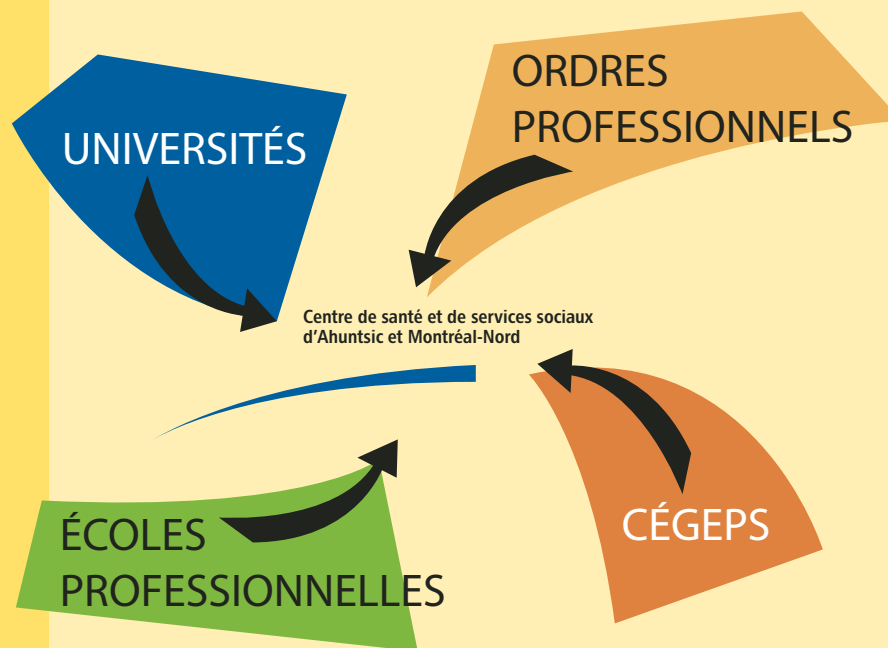 UNIVERSITÉS
ORDRES
PROFESSIONNELS
Centre de santé et de services sociaux
d’Ahuntsic et Montréal-Nord
ÉCOLES
PROFESSIONNELLES
CÉGEPS